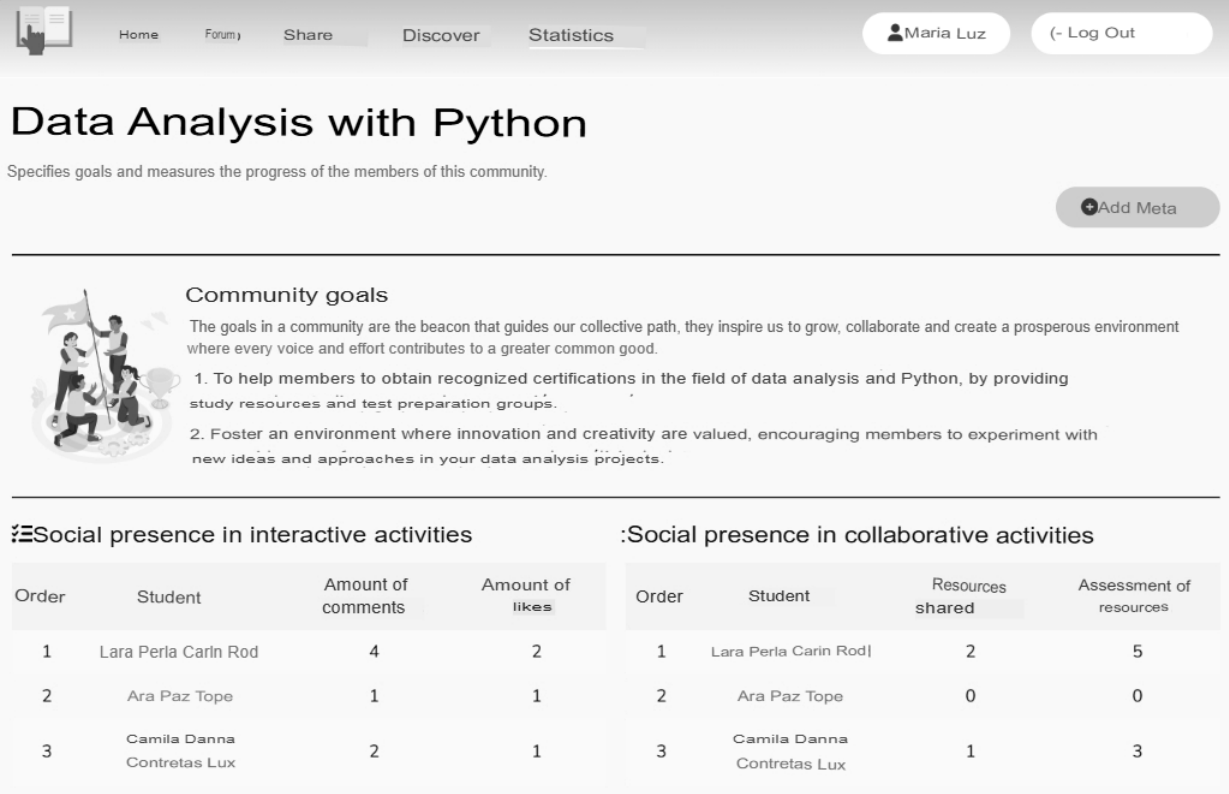 Home Forum Share Discover Statistics Maria Luz (- Log Out
Data Analysis with Python
Specifies goals and measures the progress of the members of this community.
Add Meta
Community goals
The goals in a community are the beacon that guides our collective path, they inspire us to grow, collaborate and create a prosperous environment
where every voice and effort contributes to a greater common good.
1. To help members to obtain recognized certifications in the field of data analysis and Python, by providing
study resources and test preparation groups.
2. Foster an environment where innovation and creativity are valued, encouraging members to experiment with
new ideas and approaches in your data analysis projects.
Social presence in interactive activities
Order Student Amount of comments Amount of likes
1 Lara Perla Carin Rod 4 2
2 Ara Paz Tope 1 1
3 Camila Danna Contretas Lux 2 1
:Social presence in collaborative activities
Order Student Resources shared Assessment of resources
1 Lara Perla Carin Rod| 2 5
2 Ara Paz Tope 0 0
3 Camila Danna Contretas Lux 1 3